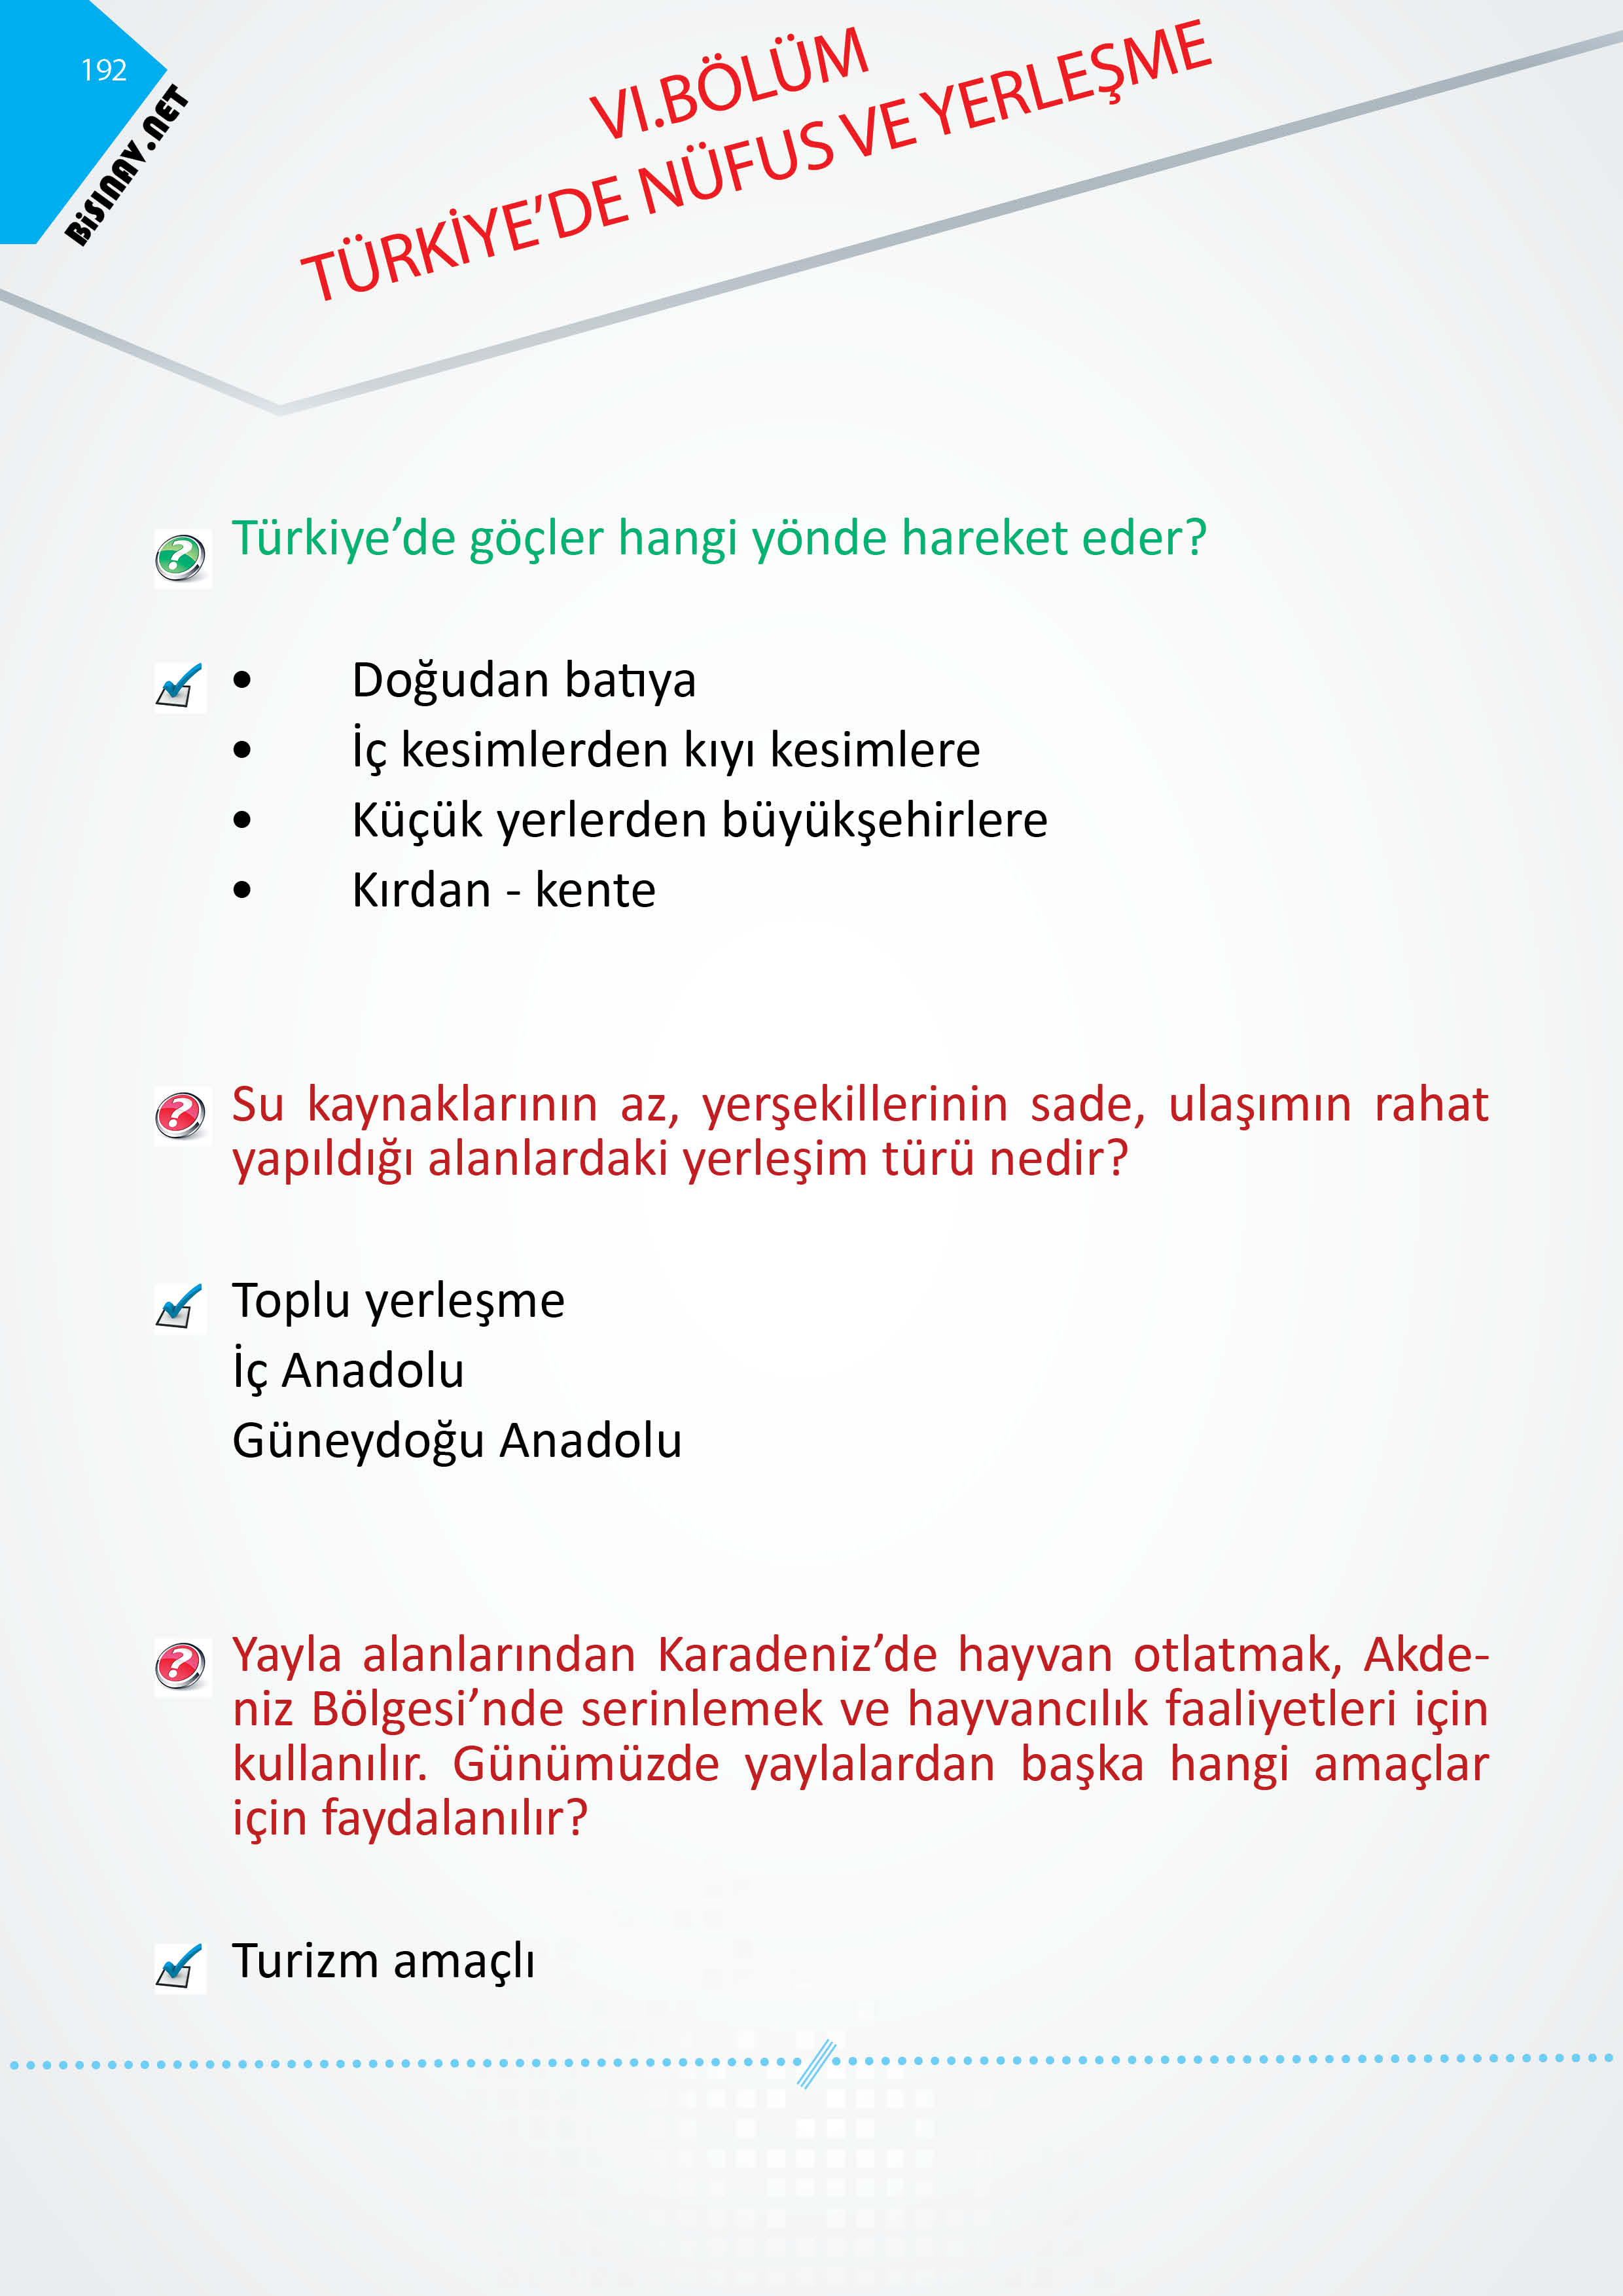 192
BiSINAV.NET
VI.BÖLÜM
TÜRKİYE’DE NÜFUS VE YERLEŞME
Türkiye’de göçler hangi yönde hareket eder?
• Doğudan batıya
• İç kesimlerden kıyı kesimlere
• Küçük yerlerden büyükşehirlere
• Kırdan - kente
Su kaynaklarının az, yerşekillerinin sade, ulaşımın rahat
yapıldığı alanlardaki yerleşim türü nedir?
Toplu yerleşme
İç Anadolu
Güneydoğu Anadolu
Yayla alanlarından Karadeniz’de hayvan otlatmak, Akde-
niz Bölgesi’nde serinlemek ve hayvancılık faaliyetleri için
kullanılır. Günümüzde yaylalardan başka hangi amaçlar
için faydalanılır?
Turizm amaçlı